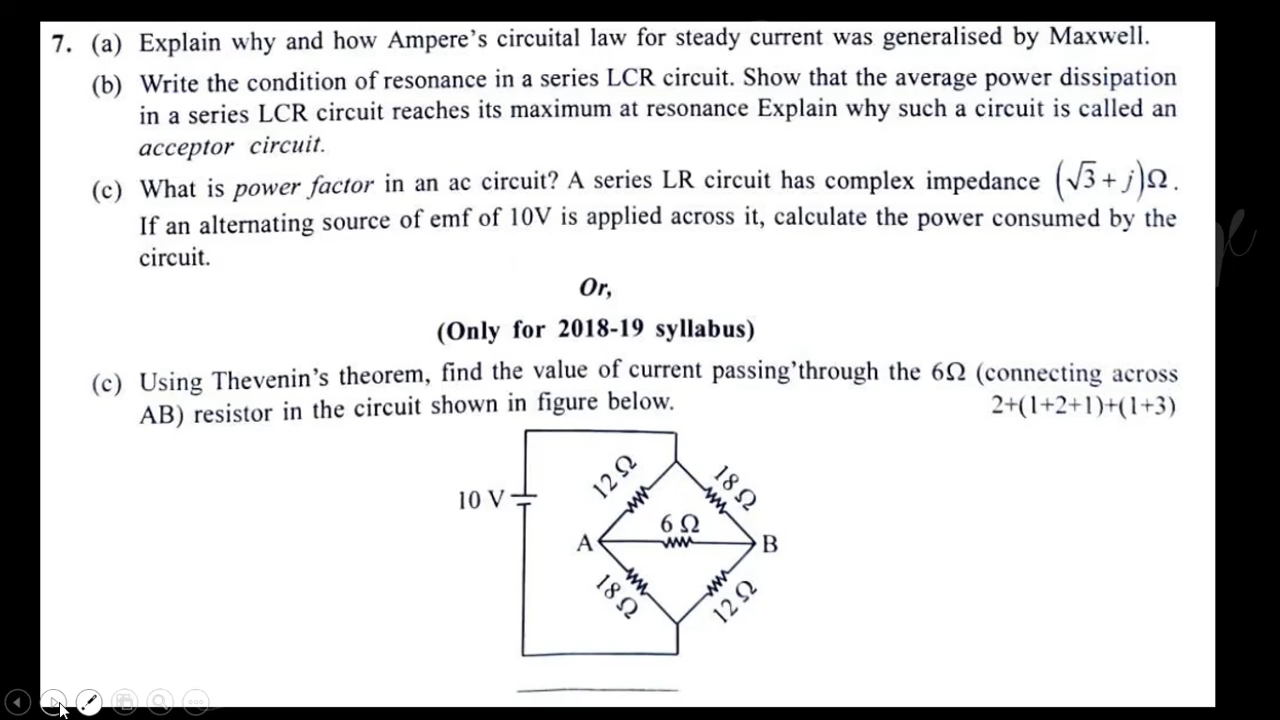 7. (a) Explain why and how Ampere's circuital law for steady current was generalised by Maxwell.
(b) Write the condition of resonance in a series LCR circuit. Show that the average power dissipation
in a series LCR circuit reaches its maximum at resonance Explain why such a circuit is called an
acceptor circuit.
(c) What is power factor in an ac circuit? A series LR circuit has complex impedance (√3 + j)Ω.
If an alternating source of emf of 10V is applied across it, calculate the power consumed by the
circuit.
Or,
(Only for 2018-19 syllabus)
(c) Using Thevenin's theorem, find the value of current passing'through the 6Ω (connecting across
AB) resistor in the circuit shown in figure below. 2+(1+2+1)+(1+3)
12 Ω
18 Ω
10 V
6 Ω
A
B
18 Ω
12 Ω